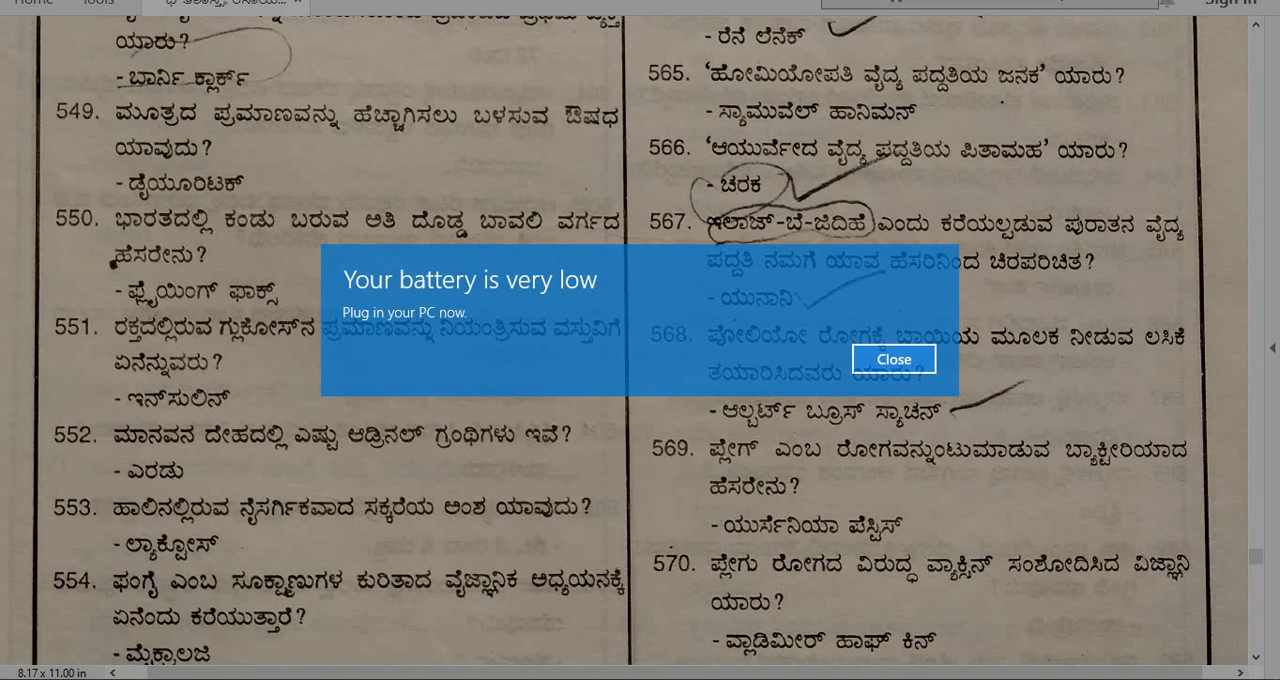 Home
Tools
Sign In
ಯಾರು?
- ಬಾರ್ನಿ ಕ್ಲಾರ್ಕ್
549. ಮೂತ್ರದ ಪ್ರಮಾಣವನ್ನು ಹೆಚ್ಚಾಗಿಸಲು ಬಳಸುವ ಔಷಧ
ಯಾವುದು?
- ಡೈಯೂರಿಟಕ್
550. ಭಾರತದಲ್ಲಿ ಕಂಡು ಬರುವ ಅತಿ ದೊಡ್ಡ ಬಾವಲಿ ವರ್ಗದ
ಹೆಸರೇನು?
- ಫ್ಲೈಯಿಂಗ್ ಫಾಕ್ಸ್
551. ರಕ್ತದಲ್ಲಿರುವ ಗ್ಲುಕೋಸ್‌ನ ಪ್ರಮಾಣವನ್ನು ನಿಯಂತ್ರಿಸುವ ವಸ್ತುವಿಗೆ
ಏನೆನ್ನುವರು?
- ಇನ್‌ಸುಲಿನ್
552. ಮಾನವನ ದೇಹದಲ್ಲಿ ಎಷ್ಟು ಆಡ್ರಿನಲ್ ಗ್ರಂಥಿಗಳು ಇವೆ?
- ಎರಡು
553. ಹಾಲಿನಲ್ಲಿರುವ ನೈಸರ್ಗಿಕವಾದ ಸಕ್ಕರೆಯ ಅಂಶ ಯಾವುದು?
- ಲ್ಯಾಕ್ಟೋಸ್
554. ಫಂಗೈ ಎಂಬ ಸೂಕ್ಷ್ಮಾಣುಗಳ ಕುರಿತಾದ ವೈಜ್ಞಾನಿಕ ಅಧ್ಯಯನಕ್ಕೆ
ಏನೆಂದು ಕರೆಯುತ್ತಾರೆ?
- ಮೈಕ್ರಾಲಜಿ
- ರೆನೆ ಲೆನೆಕ್
565. ‘ಹೋಮಿಯೋಪತಿ ವೈದ್ಯ ಪದ್ದತಿಯ ಜನಕ’ ಯಾರು?
- ಸ್ಯಾಮುವೆಲ್ ಹಾನಿಮನ್
566. ‘ಆಯುರ್ವೇದ ವೈದ್ಯ ಪದ್ದತಿಯ ಪಿತಾಮಹ’ ಯಾರು?
- ಚರಕ
567. ಇಲಾಜ್-ಬೆ-ಜಿದಿಹೆ ಎಂದು ಕರೆಯಲ್ಪಡುವ ಪುರಾತನ ವೈದ್ಯ
ಪದ್ದತಿ ನಮಗೆ ಯಾವ ಹೆಸರಿನಿಂದ ಚಿರಪರಿಚಿತ?
- ಯುನಾನಿ
568. ಪೋಲಿಯೋ ರೋಗಕ್ಕೆ ಬಾಯಿಯ ಮೂಲಕ ನೀಡುವ ಲಸಿಕೆ
ತಯಾರಿಸಿದವರು ಯಾರು?
- ಆಲ್ಬರ್ಟ್ ಬ್ರೂಸ್ ಸ್ಯಾಚನ್
569. ಪ್ಲೇಗ್ ಎಂಬ ರೋಗವನ್ನುಂಟುಮಾಡುವ ಬ್ಯಾಕ್ಟೀರಿಯಾದ
ಹೆಸರೇನು?
- ಯುರ್ಸೆನಿಯಾ ಪೆಸ್ಟಿಸ್
570. ಪ್ಲೇಗು ರೋಗದ ವಿರುದ್ಧ ವ್ಯಾಕ್ಸಿನ್ ಸಂಶೋದಿಸಿದ ವಿಜ್ಞಾನಿ
ಯಾರು?
- ವ್ಲಾಡಿಮೀರ್ ಹಾಫ್ ಕಿನ್
Your battery is very low
Plug in your PC now.
Close
8.17 x 11.00 in